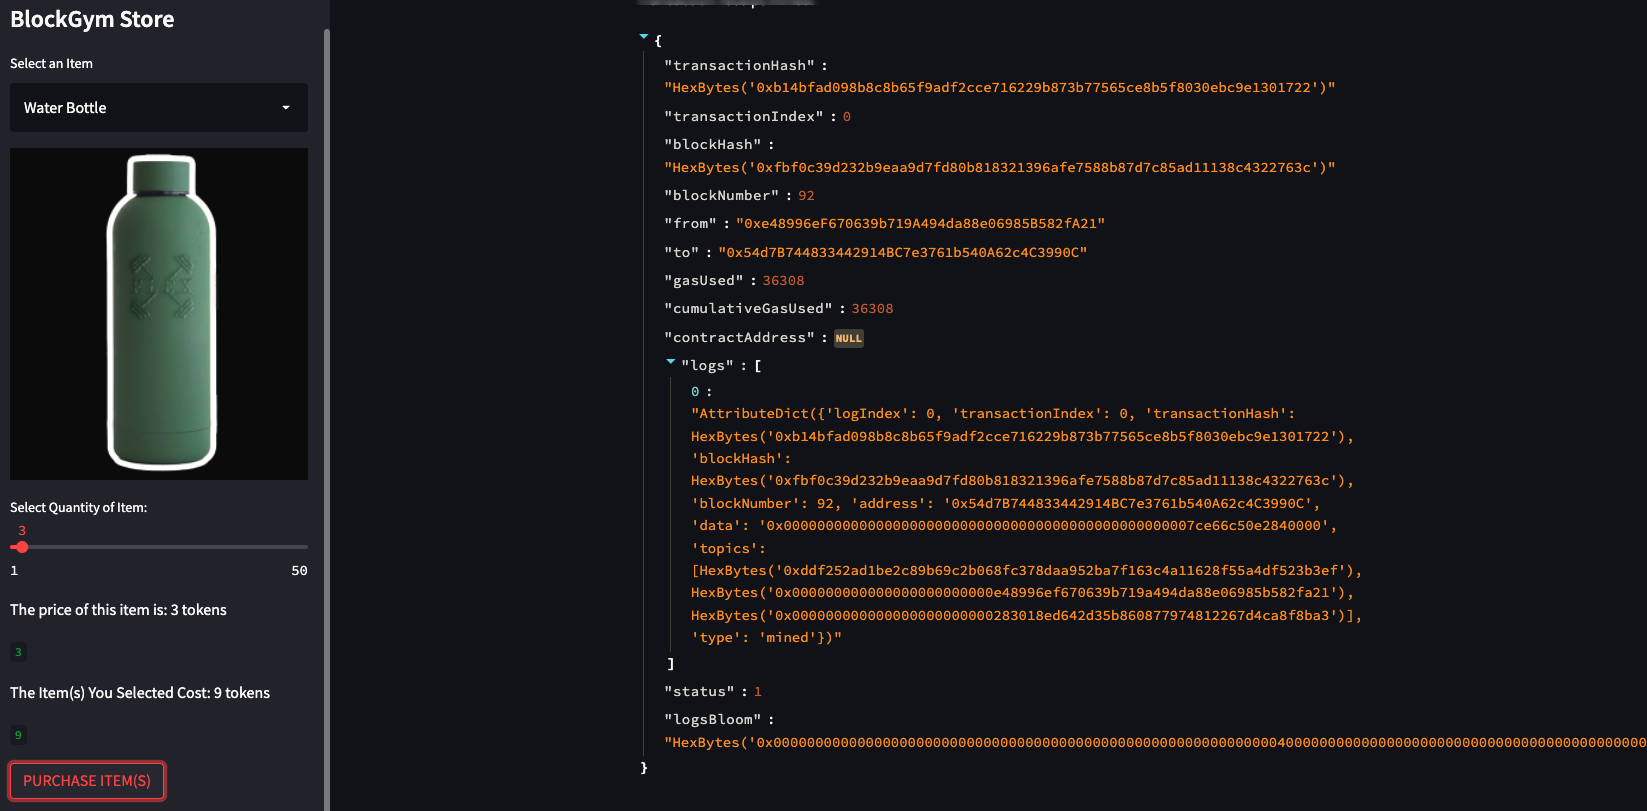 BlockGym Store
Select an Item
Water Bottle
FLEX
Select Quantity of Item:
3
1 50
The price of this item is: 3 tokens
3
The Item(s) You Selected Cost: 9 tokens
9
PURCHASE ITEM(S)
{
"transactionHash" :
"HexBytes('0xb14bfad098b8c8b65f9adf2cce716229b873b77565ce8b5f8030ebc9e1301722')"
"transactionIndex" : 0
"blockHash" :
"HexBytes('0xfbf0c39d232b9eaa9d7fd80b818321396afe7588b87d7c85ad11138c4322763c')"
"blockNumber" : 92
"from" : "0xe48996eF670639b719A494da88e06985B582fA21"
"to" : "0x54d7B744833442914BC7e3761b540A62c4C3990C"
"gasUsed" : 36308
"cumulativeGasUsed" : 36308
"contractAddress" : NULL
"logs" : [
0 :
"AttributeDict({'logIndex': 0, 'transactionIndex': 0, 'transactionHash':
HexBytes('0xb14bfad098b8c8b65f9adf2cce716229b873b77565ce8b5f8030ebc9e1301722'),
'blockHash':
HexBytes('0xfbf0c39d232b9eaa9d7fd80b818321396afe7588b87d7c85ad11138c4322763c'),
'blockNumber': 92, 'address': '0x54d7B744833442914BC7e3761b540A62c4C3990C',
'data': '0x0000000000000000000000000000000000000000000000007ce66c50e2840000',
'topics':
[HexBytes('0xddf252ad1be2c89b69c2b068fc378daa952ba7f163c4a11628f55a4df523b3ef'),
HexBytes('0x000000000000000000000000e48996ef670639b719a494da88e06985b582fa21'),
HexBytes('0x000000000000000000000000283018ed642d35b860877974812267d4ca8f8ba3')],
'type': 'mined'})"
]
"status" : 1
"logsBloom" :
}